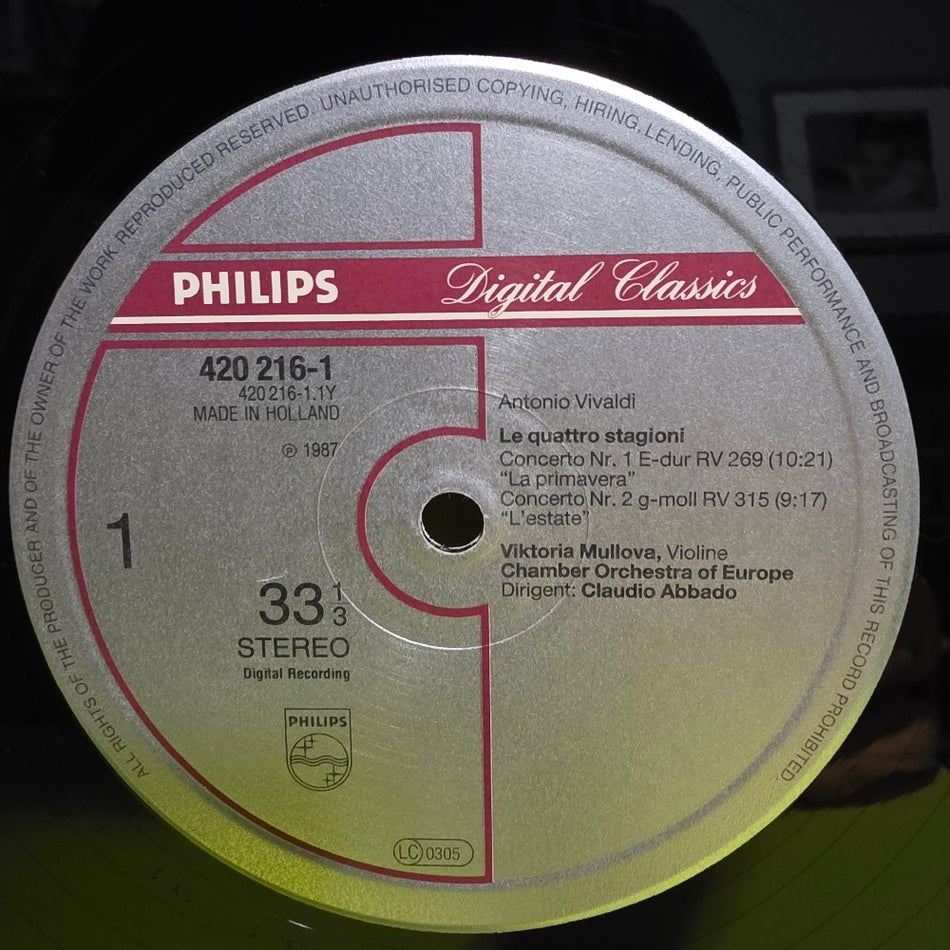 ALL RIGHTS OF THE PRODUCER AND OF THE OWNER OF THE WORK REPRODUCED RESERVED. UNAUTHORISED COPYING, HIRING, LENDING, PUBLIC PERFORMANCE AND BROADCASTING OF THIS RECORD PROHIBITED.
PHILIPS Digital Classics
420 216-1
420 216-1.1Y
MADE IN HOLLAND
℗ 1987
1
33 1/3
STEREO
Digital Recording
PHILIPS
LC 0305
Antonio Vivaldi
Le quattro stagioni
Concerto Nr. 1 E-dur RV 269 (10:21)
“La primavera”
Concerto Nr. 2 g-moll RV 315 (9:17)
“L’estate”
Viktoria Mullova, Violine
Chamber Orchestra of Europe
Dirigent: Claudio Abbado